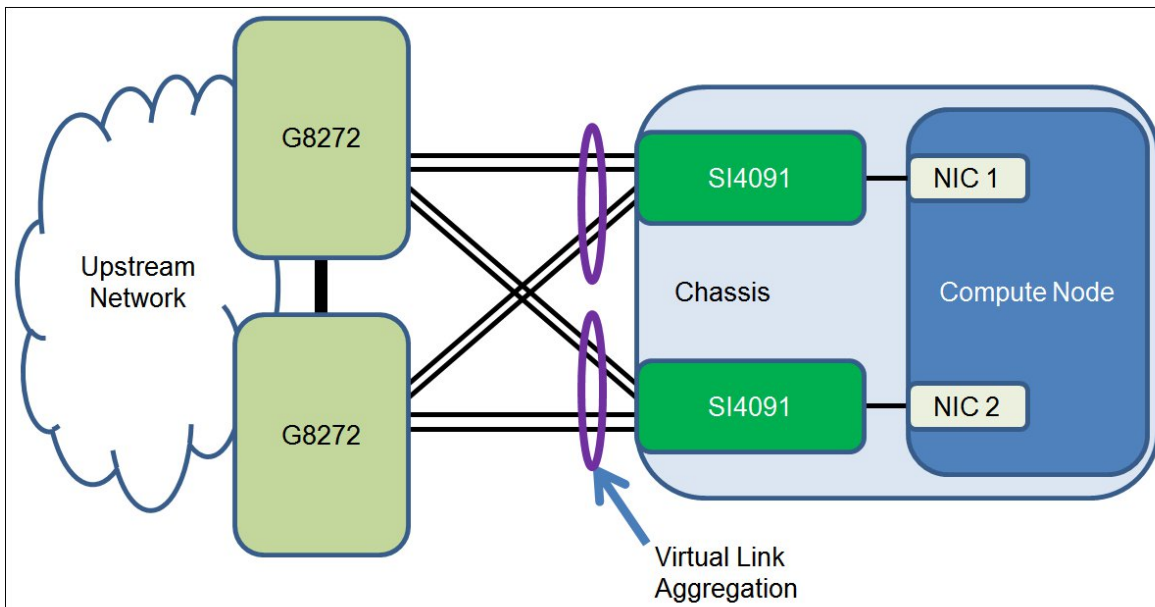 G8272
SI4091
NIC 1
Upstream
Network
Chassis
Compute Node
SI4091
NIC 2
G8272
Virtual Link
Aggregation